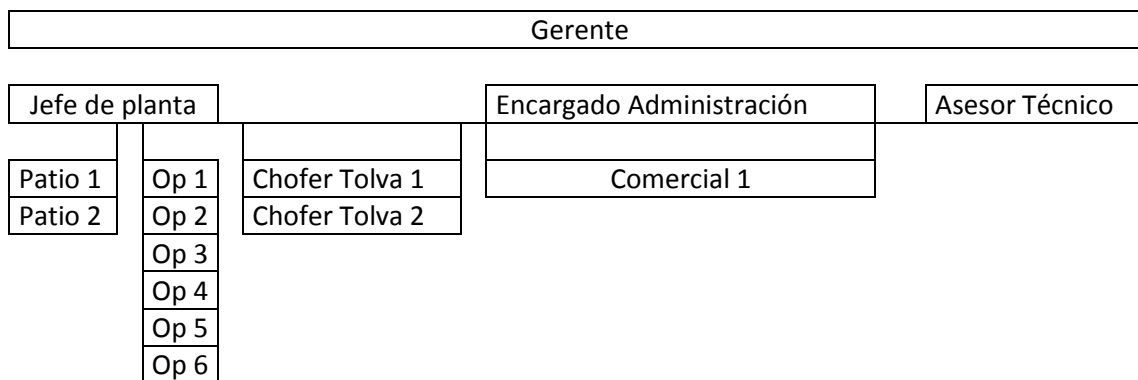 Gerente
Jefe de planta Encargado Administración Asesor Técnico
Patio 1 Op 1 Chofer Tolva 1 Comercial 1
Patio 2 Op 2 Chofer Tolva 2
Op 3
Op 4
Op 5
Op 6